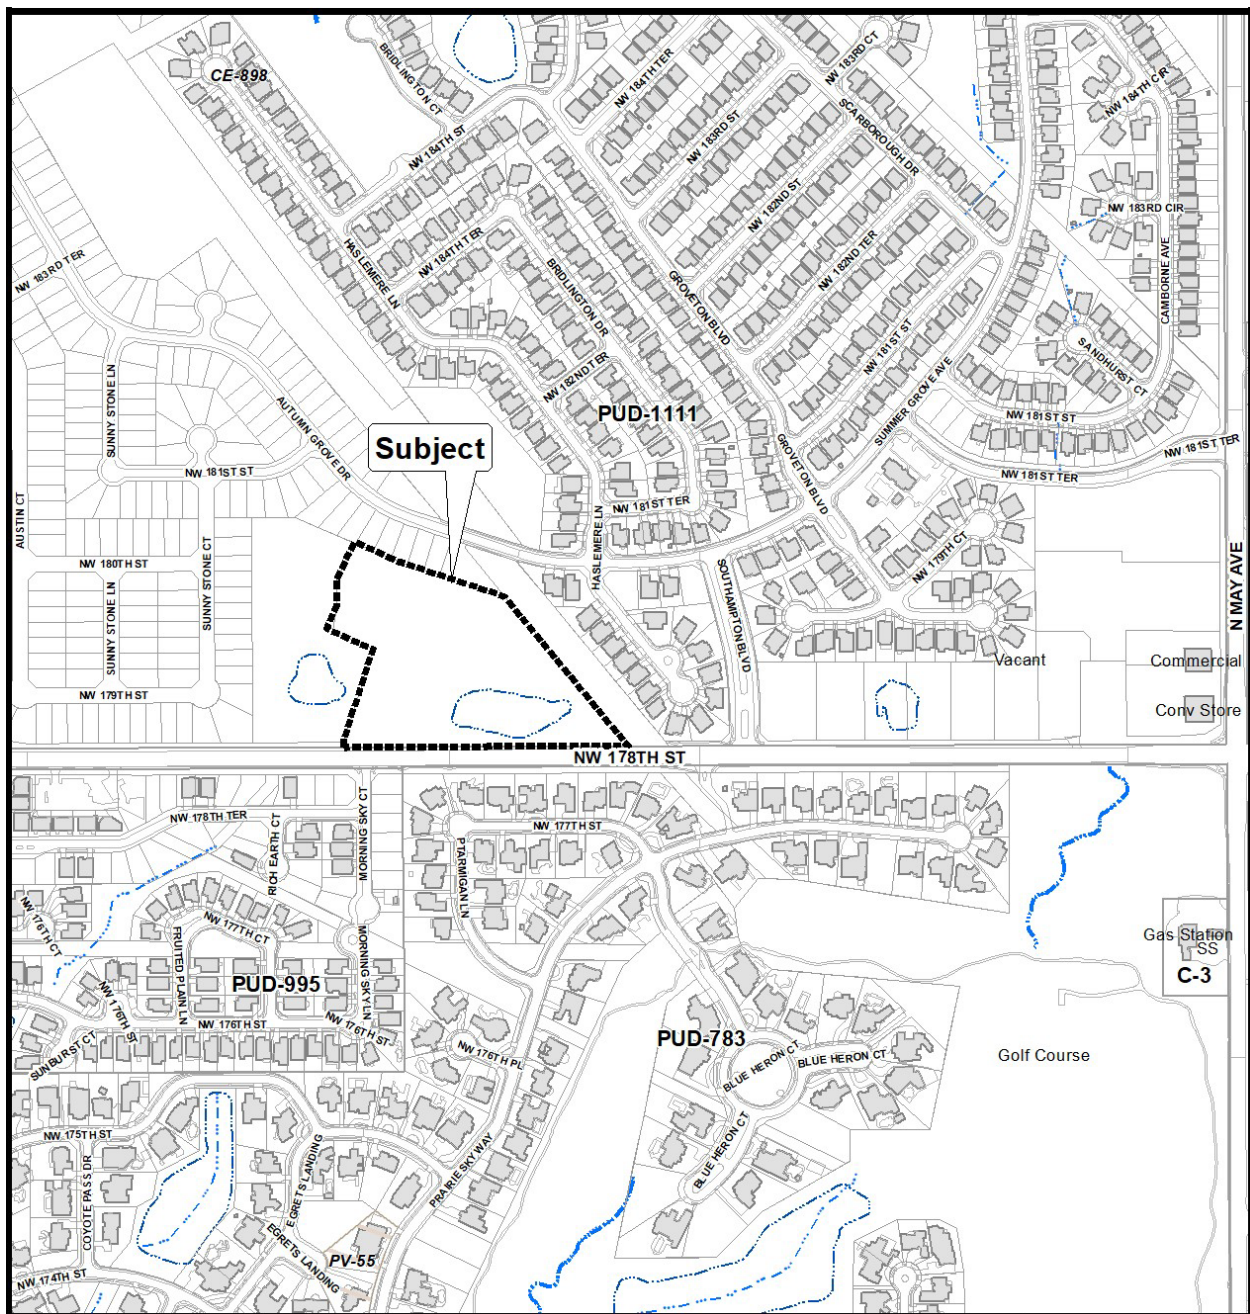 CE-898
BRIDLINGTON CT
NW 184TH TER
NW 183RD CT
NW 184TH CIR
NW 184TH ST
NW 183RD ST
SCARBOROUGH DR
NW 182ND ST
NW 183RD CIR
HASLEMERE LN
NW 184TH TER
BRIDLINGTON DR
NW 182ND TER
CAMBORNE AVE
NW 183RD TER
GROVETON BLVD
NW 181ST ST
SANDHURST CT
SUNNY STONE LN
NW 182ND TER
SUMMER GROVE AVE
AUTUMN GROVE DR
PUD-1111
NW 181ST ST
Subject
GROVETON BLVD
NW 181ST TER
NW 181ST TER
NW 181ST ST
NW 181ST TER
AUSTIN CT
HASLEMERE LN
NW 179TH CT
NW 180TH ST
SUNNY STONE CT
SUNNY STONE LN
SOUTHAMPTON BLVD
N MAY AVE
NW 179TH ST
Vacant
Commercial
Conv Store
NW 178TH ST
NW 178TH TER
RICH EARTH CT
MORNING SKY CT
NW 177TH ST
PTARMIGAN LN
NW 176TH CT
FRUITED PLAIN LN
NW 177TH CT
MORNING SKY LN
Gas Station
SS
C-3
PUD-995
NW 176TH ST
NW 176TH ST
NW 176TH ST
SUNBURST CT
NW 176TH PL
PUD-783
BLUE HERON CT
BLUE HERON CT
Golf Course
NW 175TH ST
COYOTE PASS DR
EGRETS LANDING
PRAIRIE SKY WAY
BLUE HERON CT
EGRETS LANDING
PV-55
NW 174TH ST